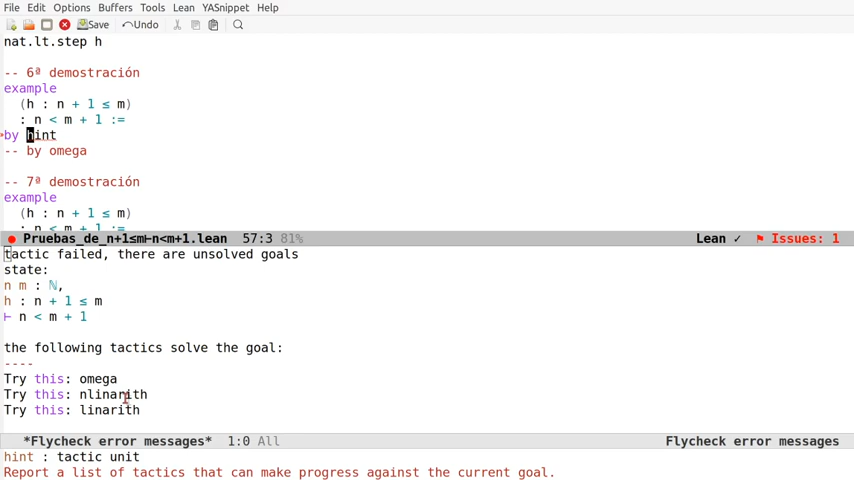 File Edit Options Buffers Tools Lean YASnippet Help
Save Undo
nat.lt.step h
-- 6ª demostración
example
(h : n + 1 ≤ m)
: n < m + 1 :=
by hint
-- by omega
-- 7ª demostración
example
(h : n + 1 ≤ m)
: n < m + 1 :=
Pruebas_de_n+1≤m⊢n<m+1.lean 57:3 81% Lean ✓ Issues: 1
tactic failed, there are unsolved goals
state:
n m : ℕ,
h : n + 1 ≤ m
⊢ n < m + 1
the following tactics solve the goal:
----
Try this: omega
Try this: nlinarith
Try this: linarith
*Flycheck error messages* 1:0 All Flycheck error messages
hint : tactic unit
Report a list of tactics that can make progress against the current goal.